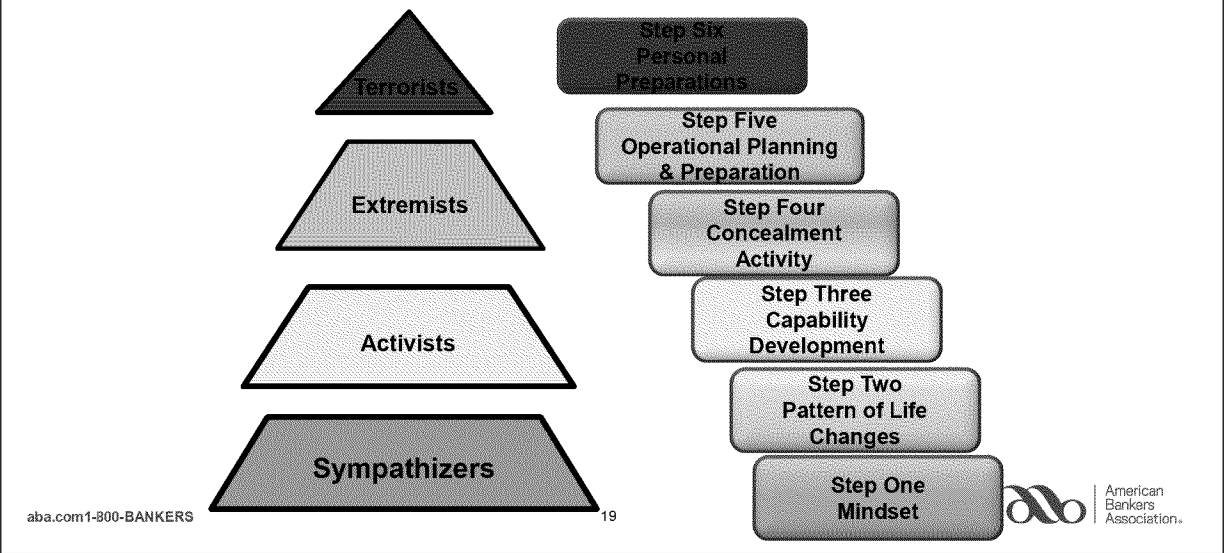 Terrorists
Extremists
Activists
Sympathizers
Step Six
Personal
Preparations
Step Five
Operational Planning
& Preparation
Step Four
Concealment
Activity
Step Three
Capability
Development
Step Two
Pattern of Life
Changes
Step One
Mindset
aba.com1-800-BANKERS
19
American
Bankers
Association®